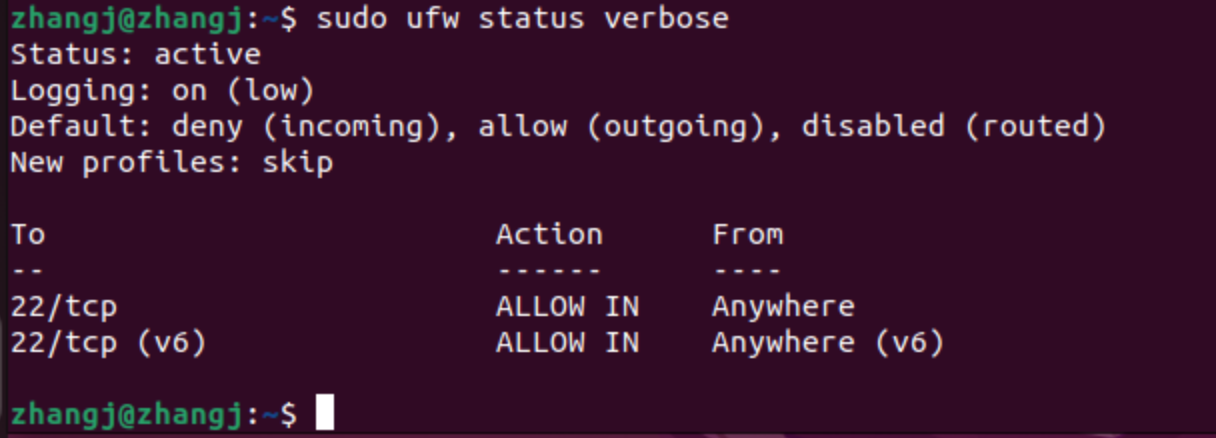 zhangj@zhangj:~$ sudo ufw status verbose
Status: active
Logging: on (low)
Default: deny (incoming), allow (outgoing), disabled (routed)
New profiles: skip

To                         Action      From
--                         ------      ----
22/tcp                     ALLOW IN    Anywhere
22/tcp (v6)                ALLOW IN    Anywhere (v6)

zhangj@zhangj:~$